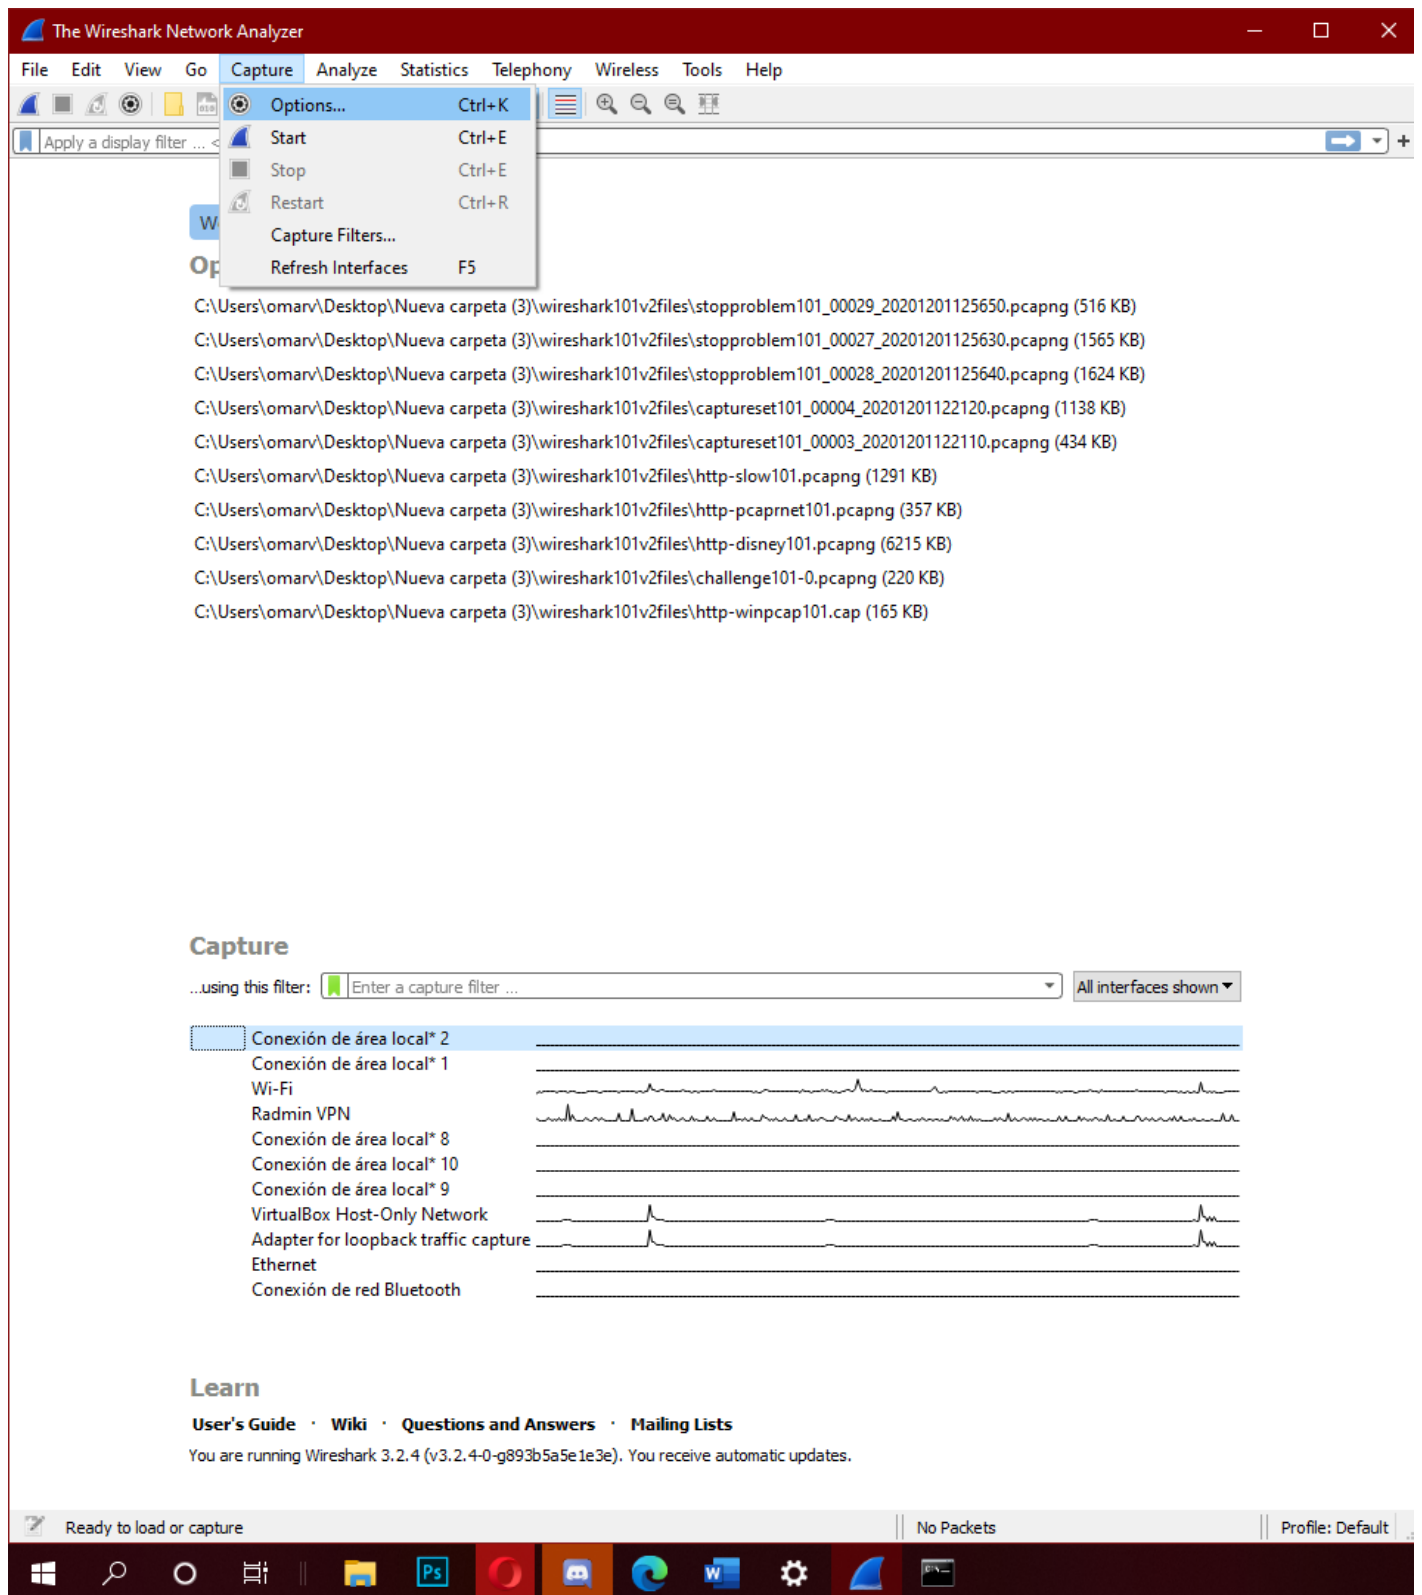 The Wireshark Network Analyzer
File Edit View Go Capture Analyze Statistics Telephony Wireless Tools Help
Options... Ctrl+K
Apply a display filter ... <
Start Ctrl+E
Stop Ctrl+E
Restart Ctrl+R
Capture Filters...
Refresh Interfaces F5
C:\Users\omarv\Desktop\Nueva carpeta (3)\wireshark101v2files\stopproblem101_00029_20201201125650.pcapng (516 KB)
C:\Users\omarv\Desktop\Nueva carpeta (3)\wireshark101v2files\stopproblem101_00027_20201201125630.pcapng (1565 KB)
C:\Users\omarv\Desktop\Nueva carpeta (3)\wireshark101v2files\stopproblem101_00028_20201201125640.pcapng (1624 KB)
C:\Users\omarv\Desktop\Nueva carpeta (3)\wireshark101v2files\captureset101_00004_20201201122120.pcapng (1138 KB)
C:\Users\omarv\Desktop\Nueva carpeta (3)\wireshark101v2files\captureset101_00003_20201201122110.pcapng (434 KB)
C:\Users\omarv\Desktop\Nueva carpeta (3)\wireshark101v2files\http-slow101.pcapng (1291 KB)
C:\Users\omarv\Desktop\Nueva carpeta (3)\wireshark101v2files\http-pcaprnet101.pcapng (357 KB)
C:\Users\omarv\Desktop\Nueva carpeta (3)\wireshark101v2files\http-disney101.pcapng (6215 KB)
C:\Users\omarv\Desktop\Nueva carpeta (3)\wireshark101v2files\challenge101-0.pcapng (220 KB)
C:\Users\omarv\Desktop\Nueva carpeta (3)\wireshark101v2files\http-winpcap101.cap (165 KB)
Capture
...using this filter: Enter a capture filter ... All interfaces shown
Conexión de área local* 2
Conexión de área local* 1
Wi-Fi
Radmin VPN
Conexión de área local* 8
Conexión de área local* 10
Conexión de área local* 9
VirtualBox Host-Only Network
Adapter for loopback traffic capture
Ethernet
Conexión de red Bluetooth
Learn
User's Guide · Wiki · Questions and Answers · Mailing Lists
You are running Wireshark 3.2.4 (v3.2.4-0-g893b5a5e1e3e). You receive automatic updates.
Ready to load or capture No Packets Profile: Default
Ps W